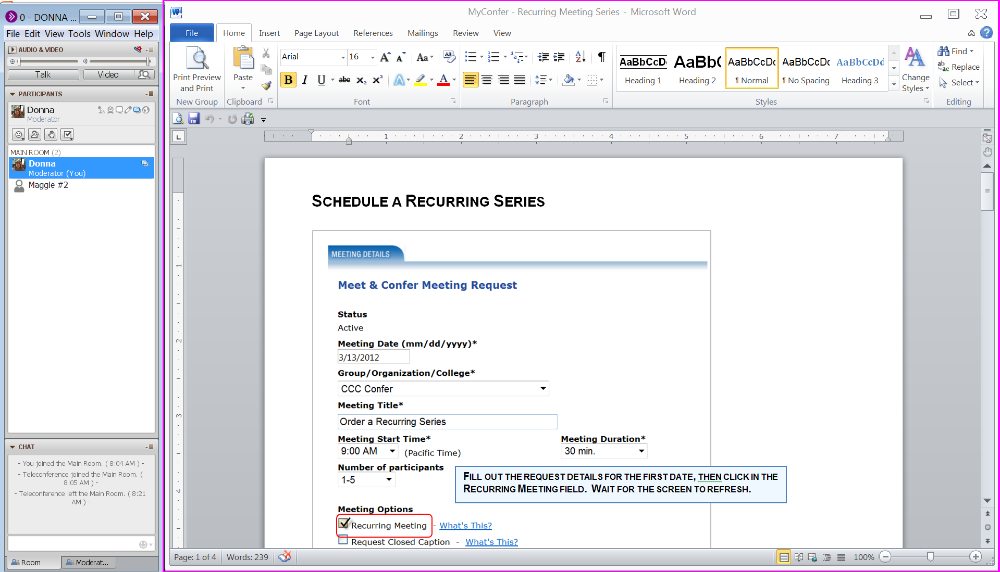 0 - DONNA ...
File Edit View Tools Window Help
AUDIO & VIDEO
Talk
Video
PARTICIPANTS
Donna
Moderator
MAIN ROOM (2)
Donna
Moderator (You)
Maggie #2
CHAT
- You joined the Main Room. ( 8:04 AM ) -
- Teleconference joined the Main Room. (
8:05 AM ) -
- Teleconference left the Main Room. ( 8:21
AM ) -
Room
Moderat...
MyConfer - Recurring Meeting Series - Microsoft Word
File Home Insert Page Layout References Mailings Review View
Print Preview
and Print
New Group
Paste
Clipboard
Arial
16
Aa
B I U abc x₂ x² A A A
Font
Paragraph
AaBbCcD AaBb( AaBbCcDc AaBbCcDc AaBbCcDd
Heading 1 Heading 2 ¶ Normal ¶ No Spacing Heading 3
Change
Styles
Styles
Find
Replace
Select
Editing
L
1 2 3 4 5 6 7
1
2
3
4
SCHEDULE A RECURRING SERIES
MEETING DETAILS
Meet & Confer Meeting Request
Status
Active
Meeting Date (mm/dd/yyyy)*
3/13/2012
Group/Organization/College*
CCC Confer
Meeting Title*
Order a Recurring Series
Meeting Start Time* Meeting Duration*
9:00 AM (Pacific Time) 30 min.
Number of participants
1-5
FILL OUT THE REQUEST DETAILS FOR THE FIRST DATE, THEN CLICK IN THE
RECURRING MEETING FIELD. WAIT FOR THE SCREEN TO REFRESH.
Meeting Options
Recurring Meeting - What's This?
Request Closed Caption - What's This?
Page: 1 of 4 Words: 239 100%